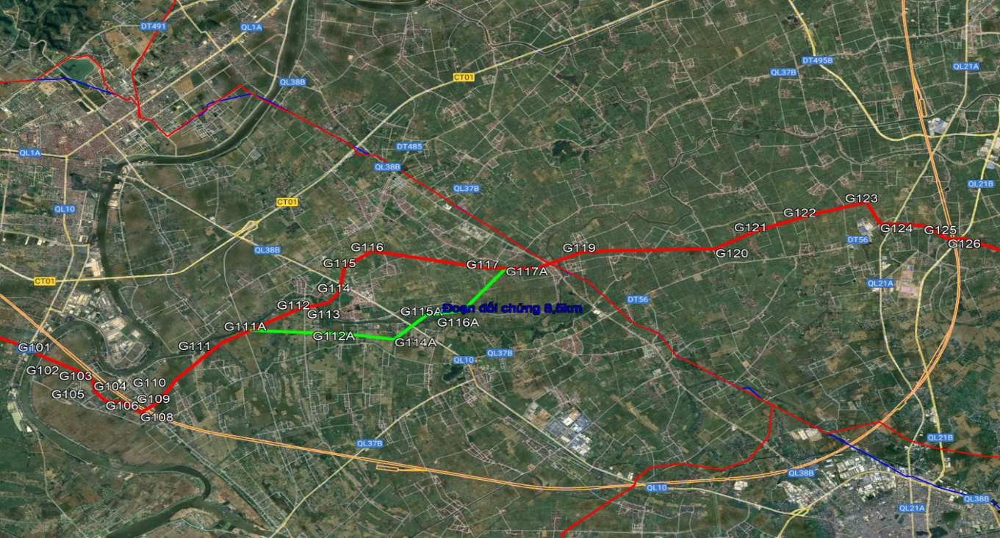 DT491
QL1A
DT495B
QL21A
QL37B
CT01
QL38B
DT485
QL1A
QL38B
QL21B
QL37B
QL10
CT01
G123
G122
G121
G124
G125
G126
DT56
G120
G119
G116
G115
QL38B
G117
G117A
CT01
G114
QL21A
DT56
G112
G113
Đoạn đối chứng 8,5km
G115A
G116A
G111A
G112A
G114A
G111
G101
QL37B
QL10
G102
G103
G104
G110
G105
G109
G106
G108
QL37B
QL21B
QL38B
QL10
QL38B
QL21A